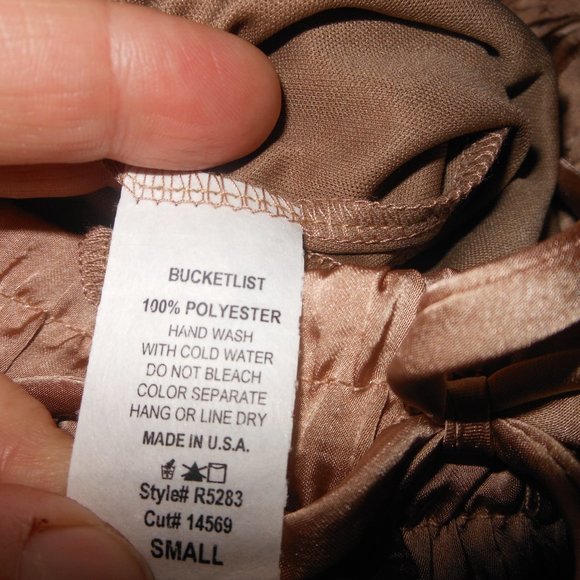 BUCKETLIST
100% POLYESTER
HAND WASH
WITH COLD WATER
DO NOT BLEACH
COLOR SEPARATE
HANG OR LINE DRY
MADE IN U.S.A.
Style# R5283
Cut# 14569
SMALL